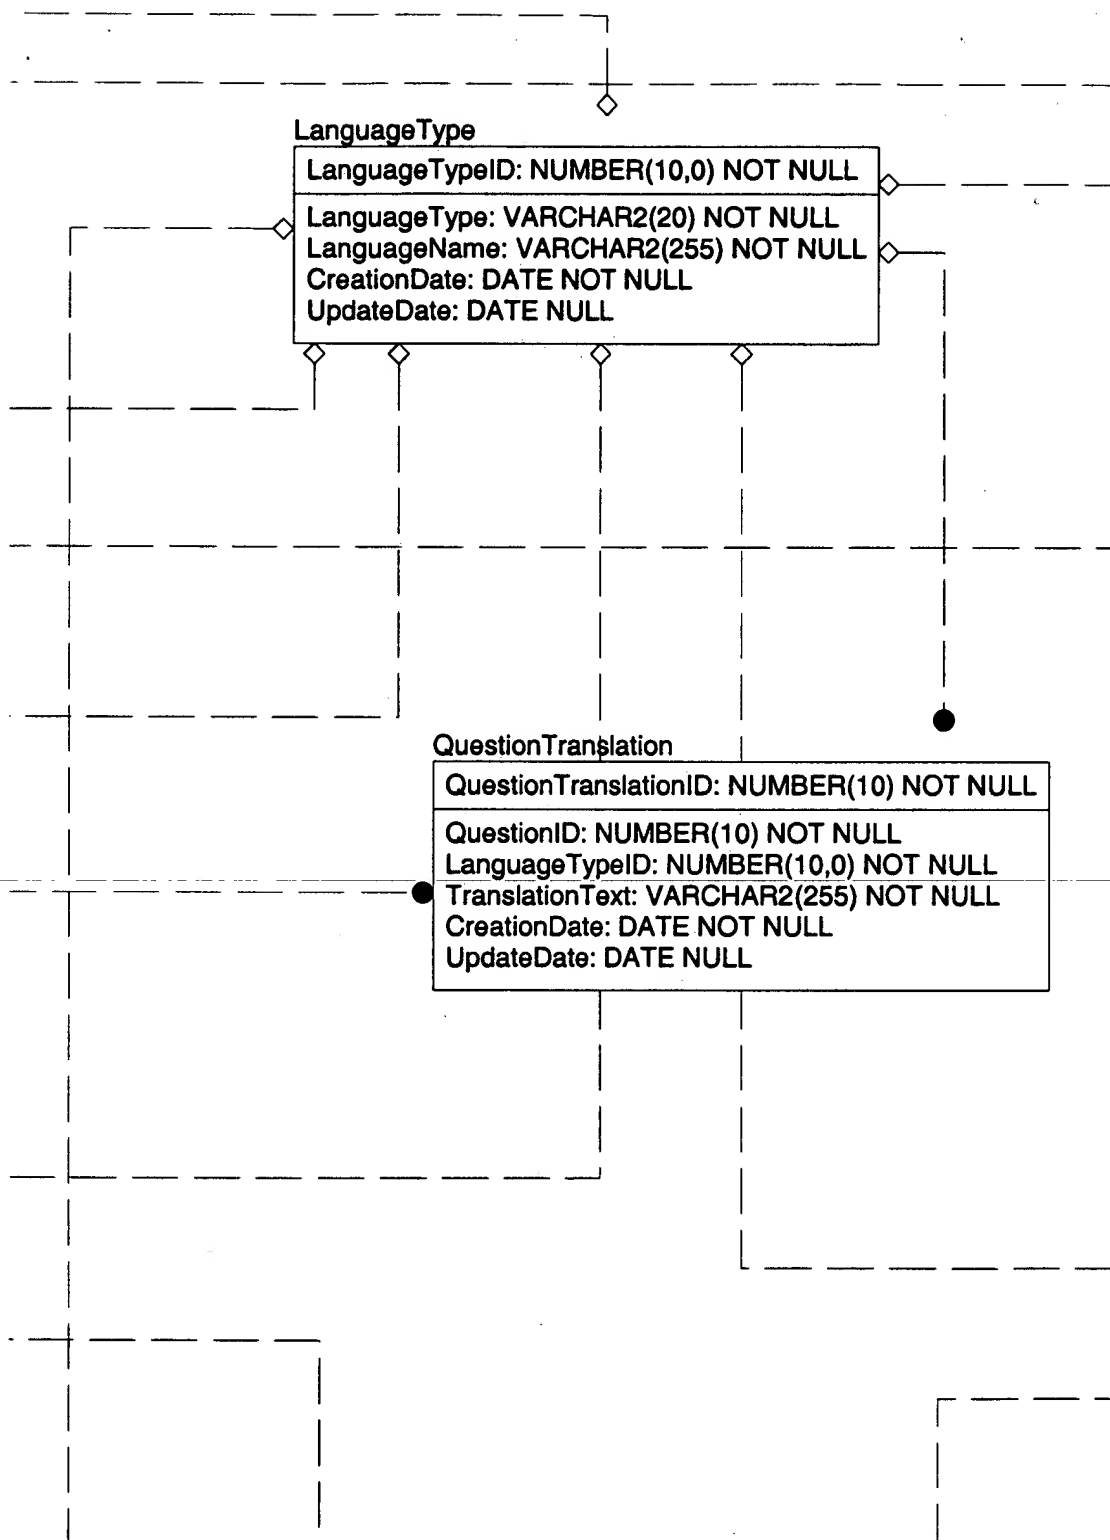 LanguageType
LanguageTypeID: NUMBER(10,0) NOT NULL
LanguageType: VARCHAR2(20) NOT NULL
LanguageName: VARCHAR2(255) NOT NULL
CreationDate: DATE NOT NULL
UpdateDate: DATE NULL
QuestionTranslation
QuestionTranslationID: NUMBER(10) NOT NULL
QuestionID: NUMBER(10) NOT NULL
LanguageTypeID: NUMBER(10,0) NOT NULL
TranslationText: VARCHAR2(255) NOT NULL
CreationDate: DATE NOT NULL
UpdateDate: DATE NULL